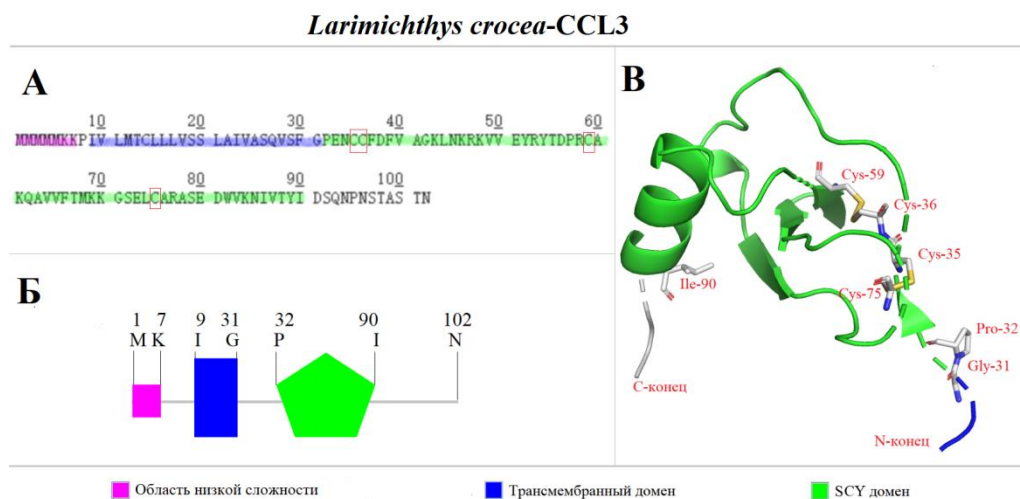 Larimichthys crocea-CCL3
А
10 20 30 40 50 60
MMMMMKKPIV LMTCLLLVSS LAIVASQVSF GPENCCFDFV AGKLNKRKVV EYRYTDPRCA
70 80 90 100
KQAVVFTMKK GSELCARASE DWVKNIVTYI DSQNPNSTAS TN
Б
1 7 9 31 32 90 102
M K I G P I N
В
Cys-59
Cys-36
Cys-35
Cys-75
Ile-90
Pro-32
Gly-31
С-конец
N-конец
Область низкой сложности
Трансмембранный домен
SCY домен